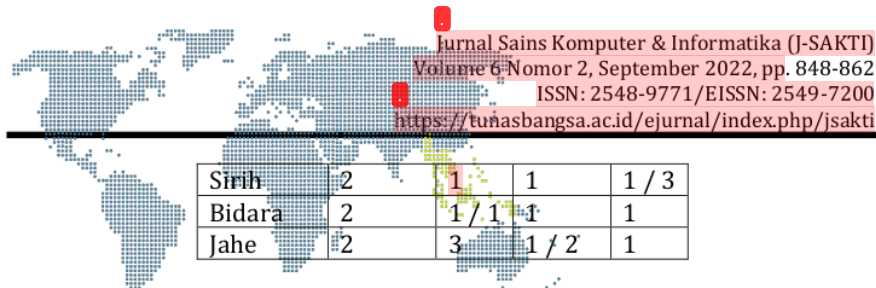 Jurnal Sains Komputer & Informatika (J-SAKTI)
Volume 6 Nomor 2, September 2022, pp. 848-862
ISSN: 2548-9771/EISSN: 2549-7200
https://tunasbangsa.ac.id/ejurnal/index.php/jsakti
Sirih 2 1 1 1 / 3
Bidara 2 1 / 1 1 1
Jahe 2 3 1 / 2 1